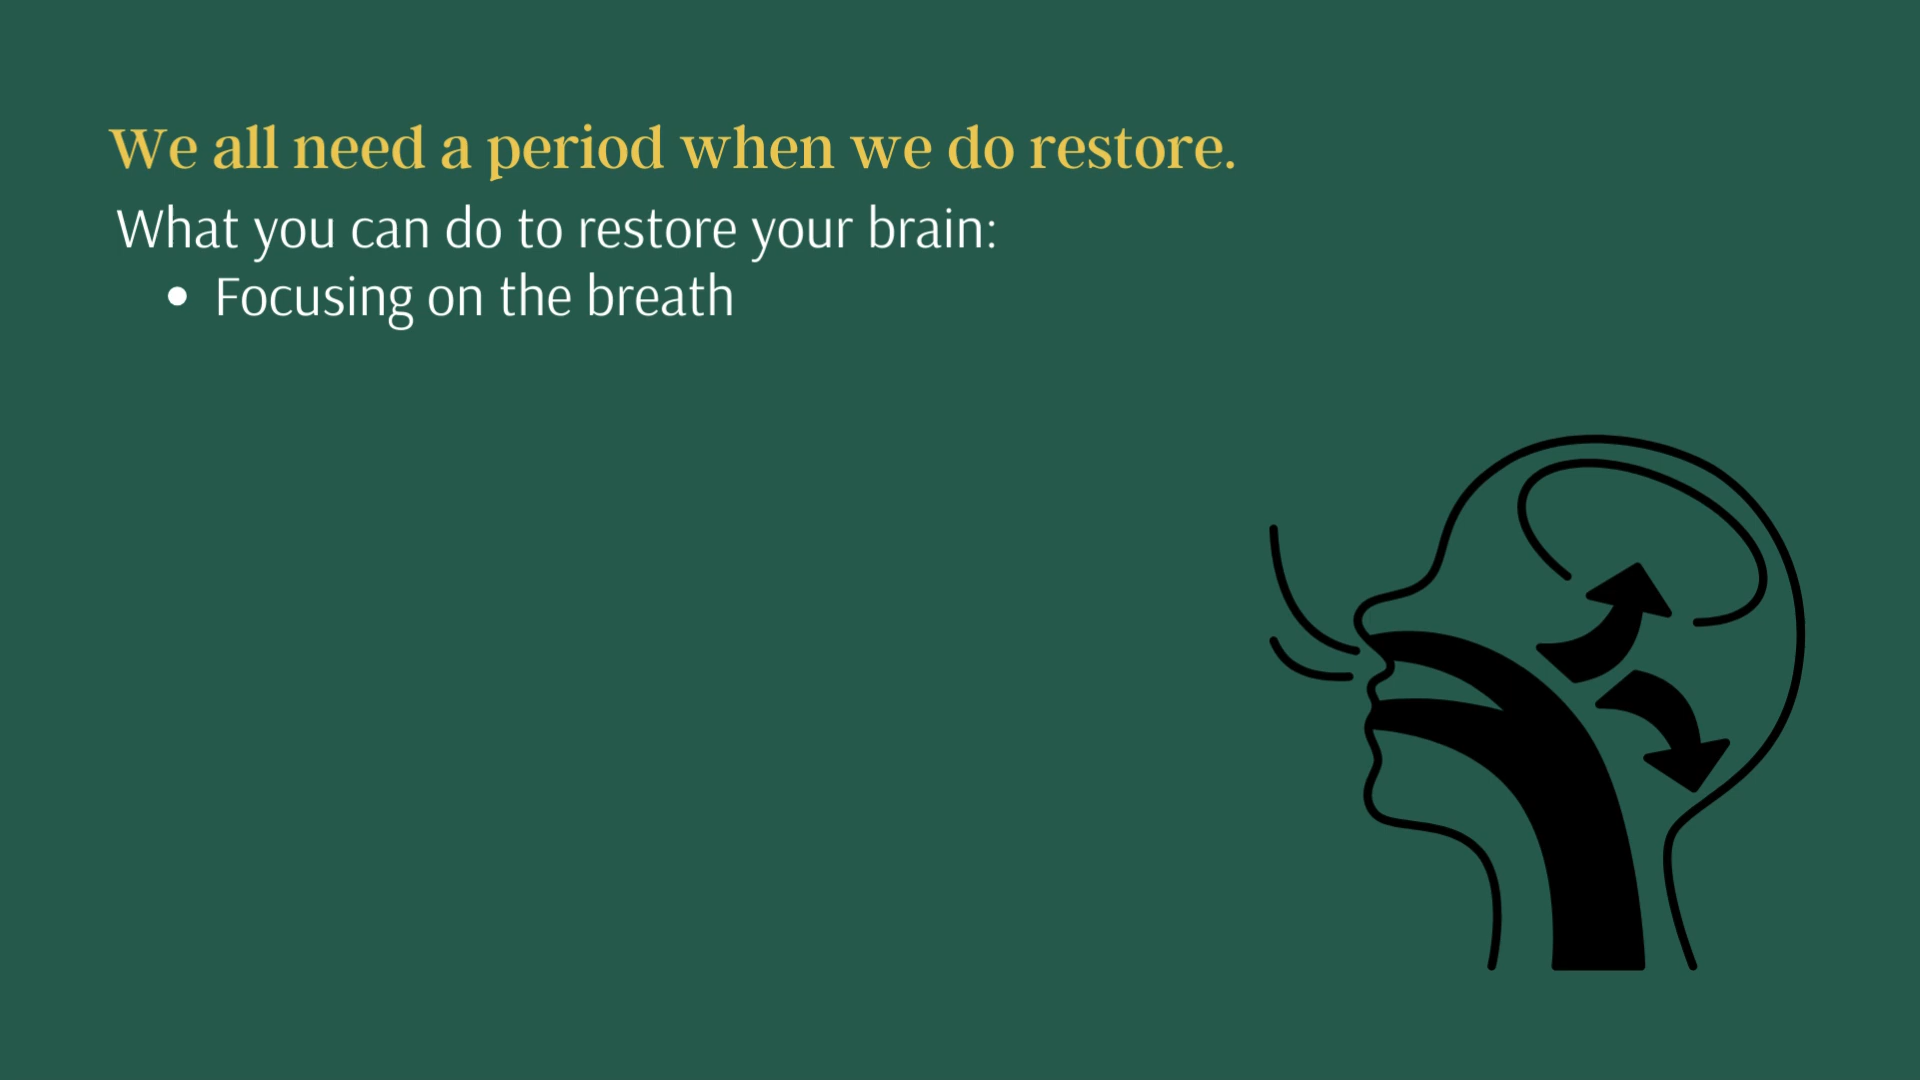 We all need a period when we do restore.
What you can do to restore your brain:
• Focusing on the breath